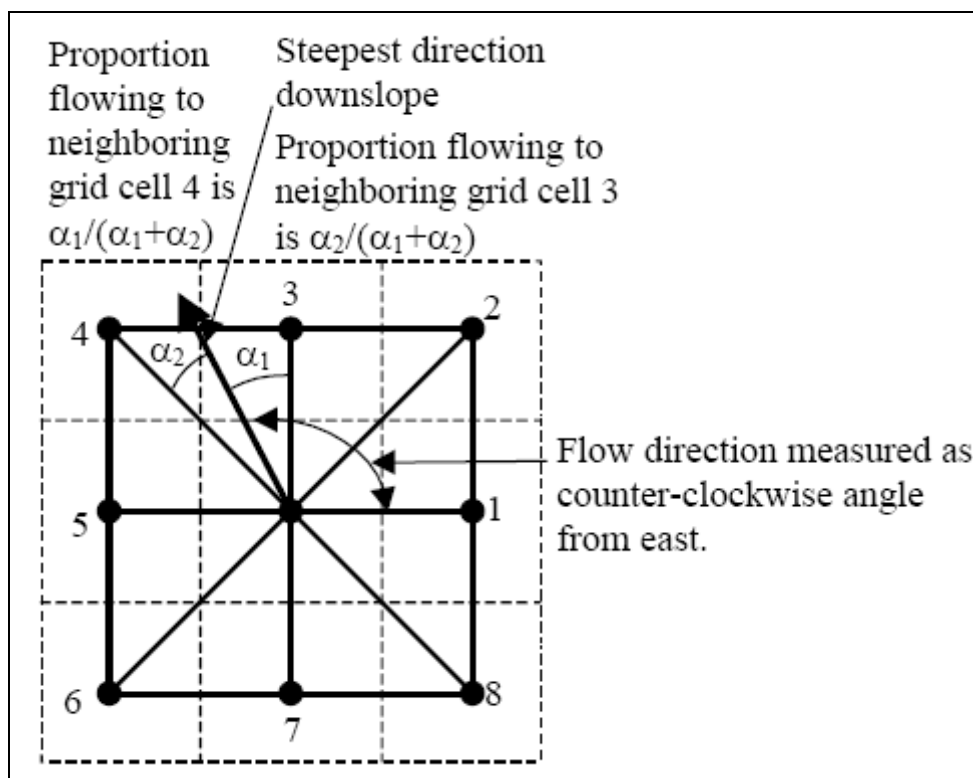 Proportion
flowing to
neighboring
grid cell 4 is
α₁/(α₁+α₂)
Steepest direction
downslope
Proportion flowing to
neighboring grid cell 3
is α₂/(α₁+α₂)
4
3
2
α₂
α₁
Flow direction measured as
counter-clockwise angle
from east.
5
1
6
7
8